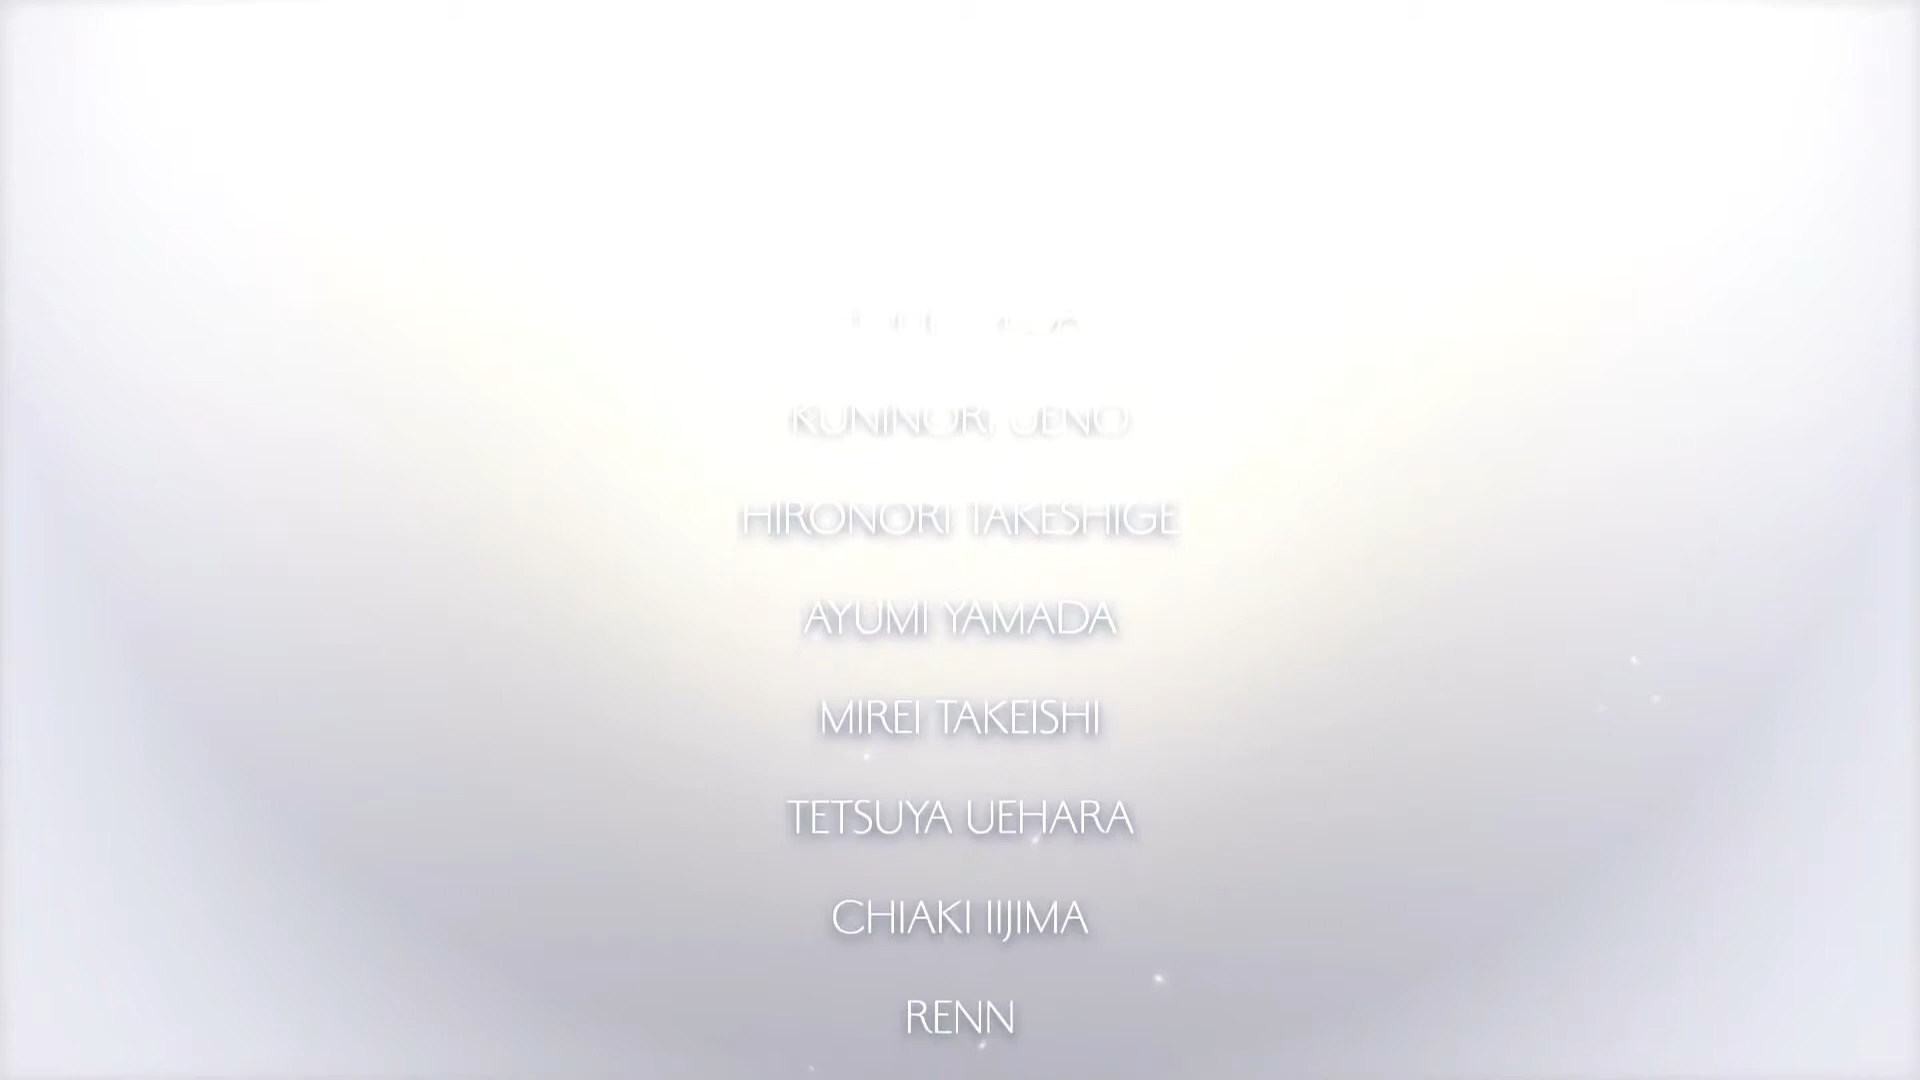 KUNINORI UENO
HIRONORI TAKESHIGE
AYUMI YAMADA
MIREI TAKEISHI
TETSUYA UEHARA
CHIAKI IIJIMA
RENN